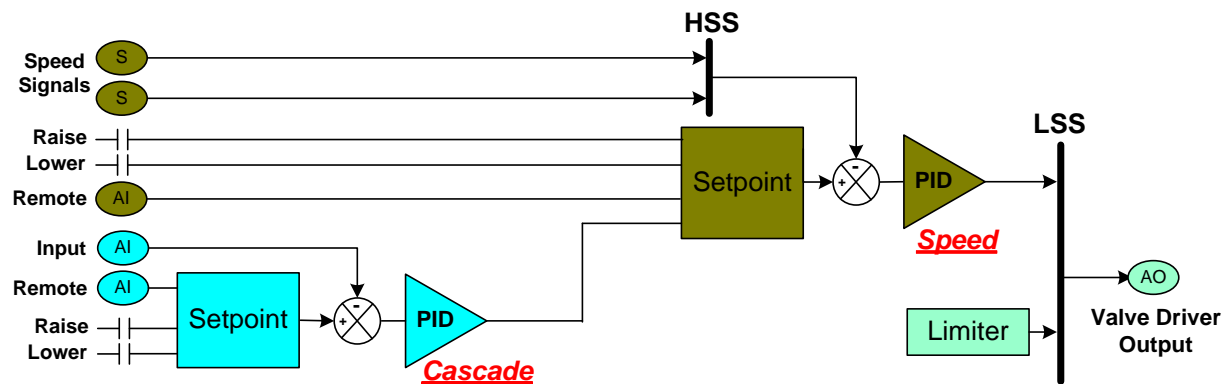 HSS
Speed
Signals
S
S
Raise
Lower
Remote
AI
Setpoint
-
+
PID
Speed
LSS
Input
AI
Remote
AI
Raise
Lower
Setpoint
-
+
PID
Cascade
Limiter
AO
Valve Driver
Output